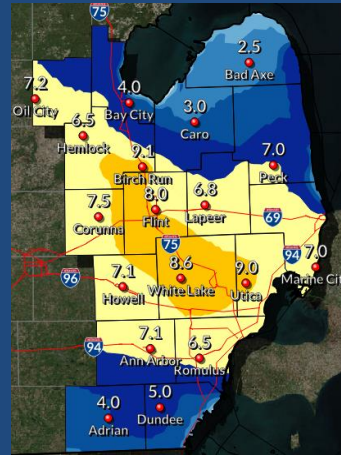 75
2.5
Bad Axe
7.2
Oil City
4.0
Bay City
3.0
Caro
6.5
Hemlock
9.1
Birch Run
7.0
Peck
7.5
Corunna
8.0
Flint
6.8
Lapeer
69
75
94
7.0
Marine Cit
96
7.1
Howell
8.6
White Lake
9.0
Utica
94
7.1
Ann Arbor
6.5
Romulus
4.0
Adrian
5.0
Dundee